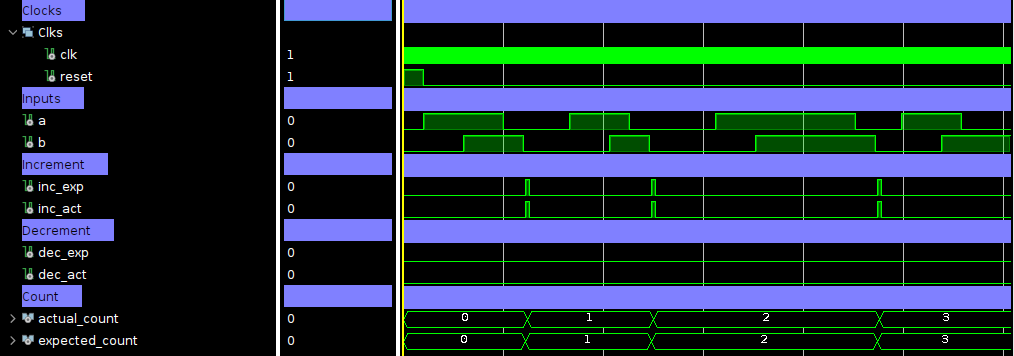 Clocks
Clks
clk 1
reset 1
Inputs
a 0
b 0
Increment
inc_exp 0
inc_act 0
Decrement
dec_exp 0
dec_act 0
Count
actual_count 0 0 1 2 3
expected_count 0 0 1 2 3